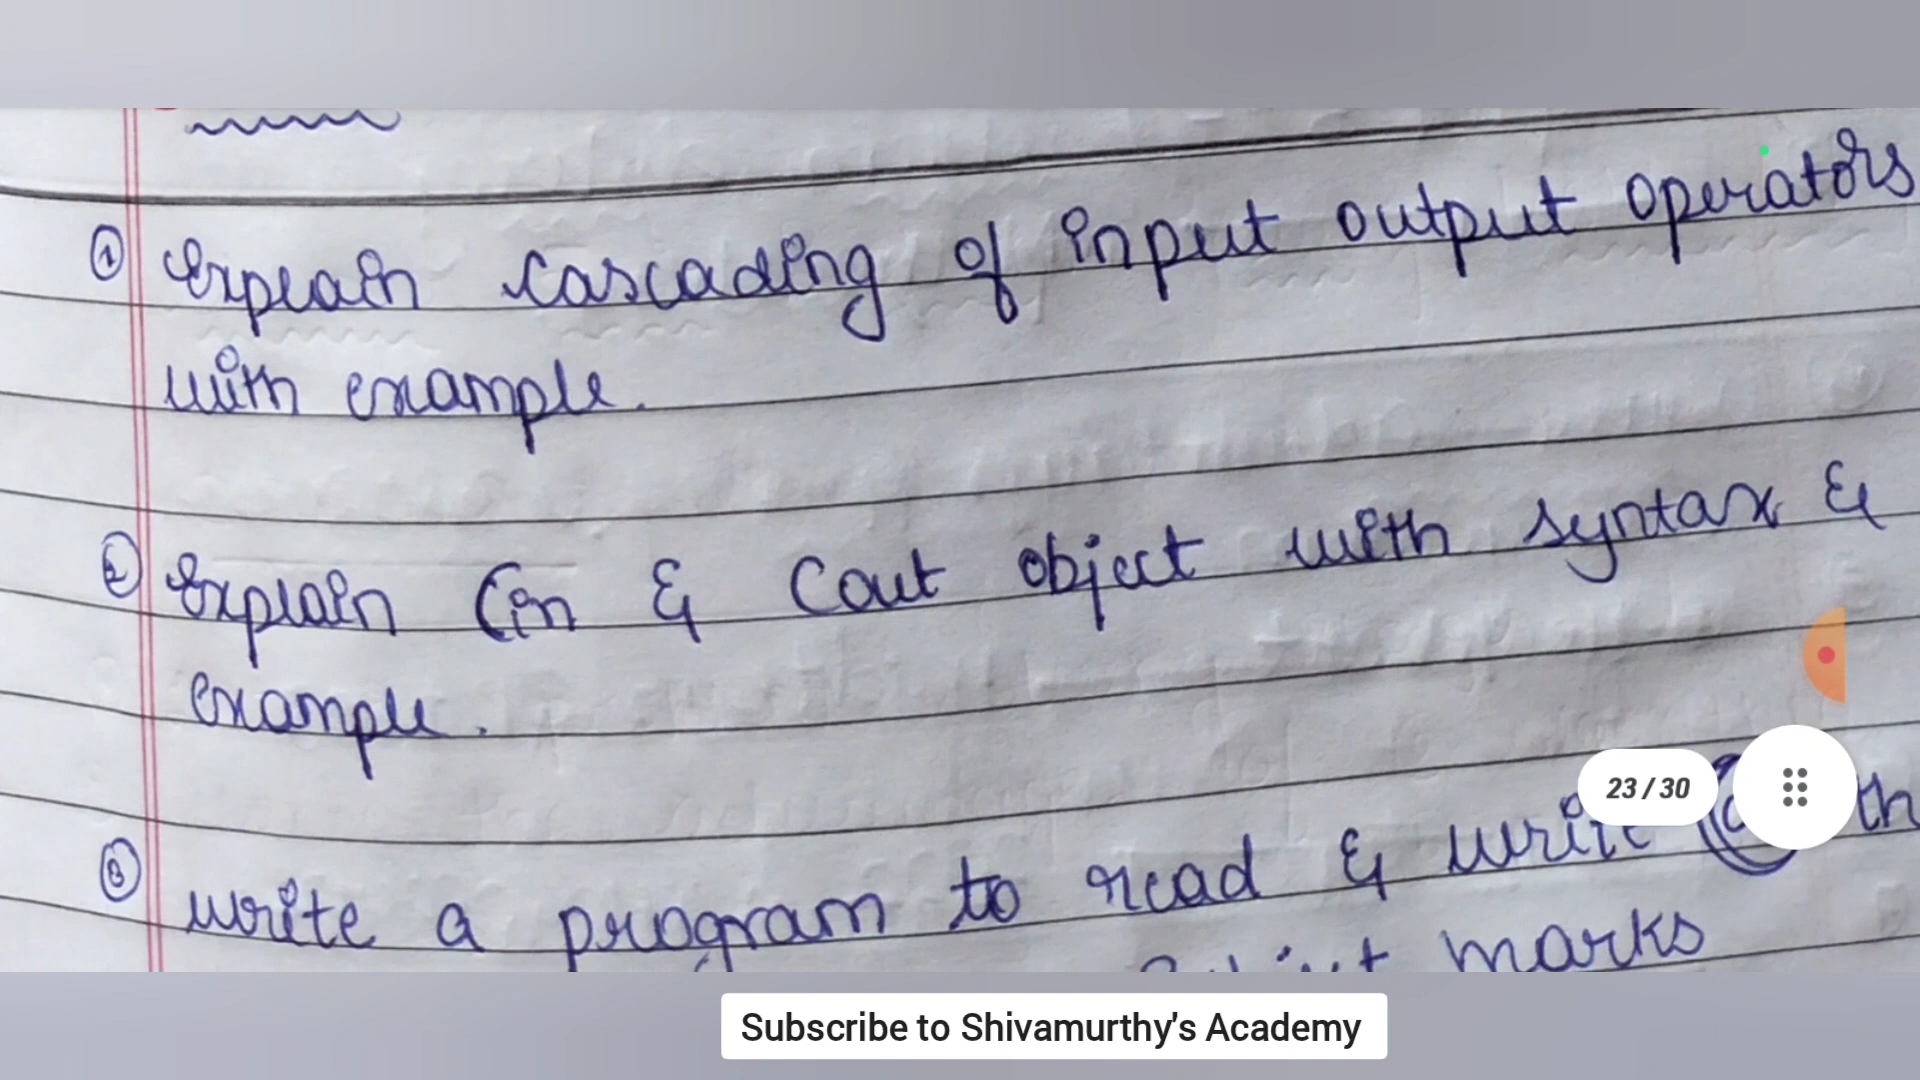 1 Explain cascading of input output operators
with example.
2 Explain Cin & Cout object with syntax &
example.
23 / 30
3 write a program to read & write
marks
Subscribe to Shivamurthy's Academy